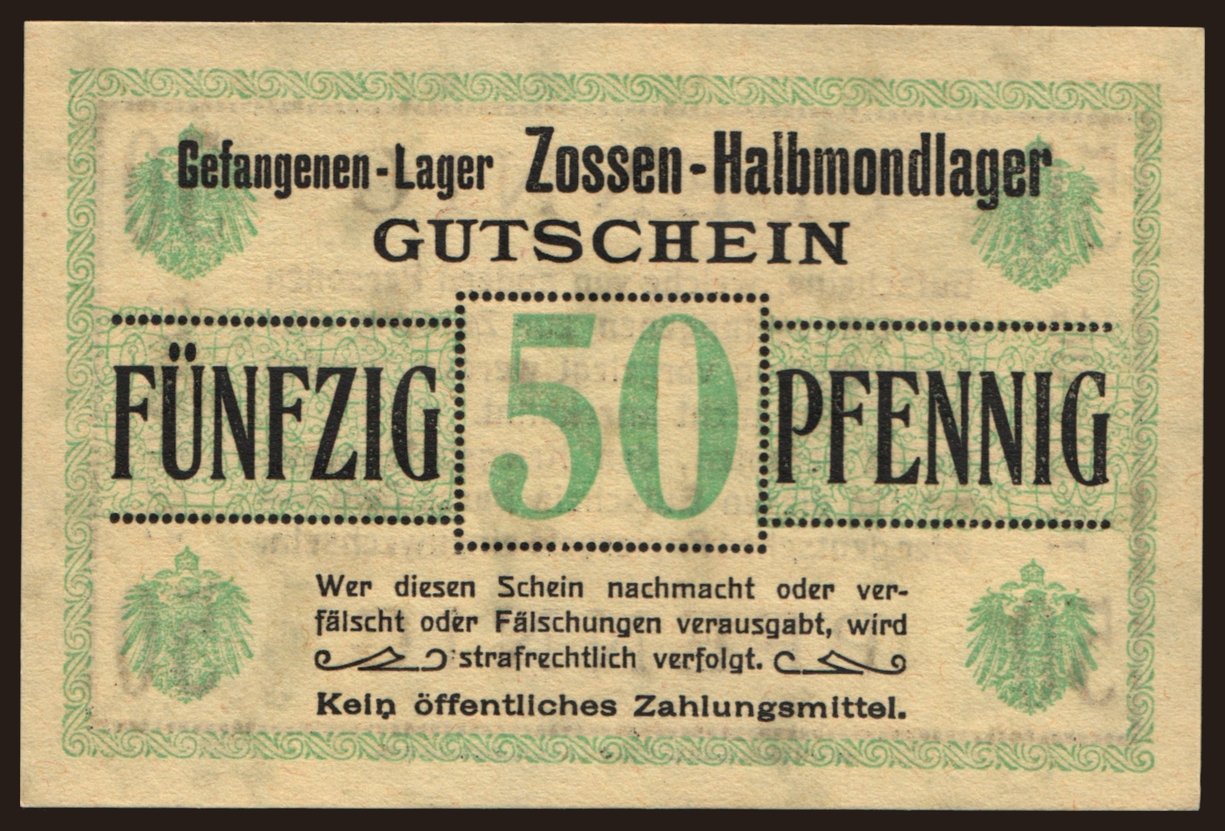 Gefangenen-Lager Zossen-Halbmondlager
GUTSCHEIN
FÜNFZIG 50 PFENNIG
Wer diesen Schein nachmacht oder ver-
fälscht oder Fälschungen verausgabt, wird
strafrechtlich verfolgt.
Kein öffentliches Zahlungsmittel.